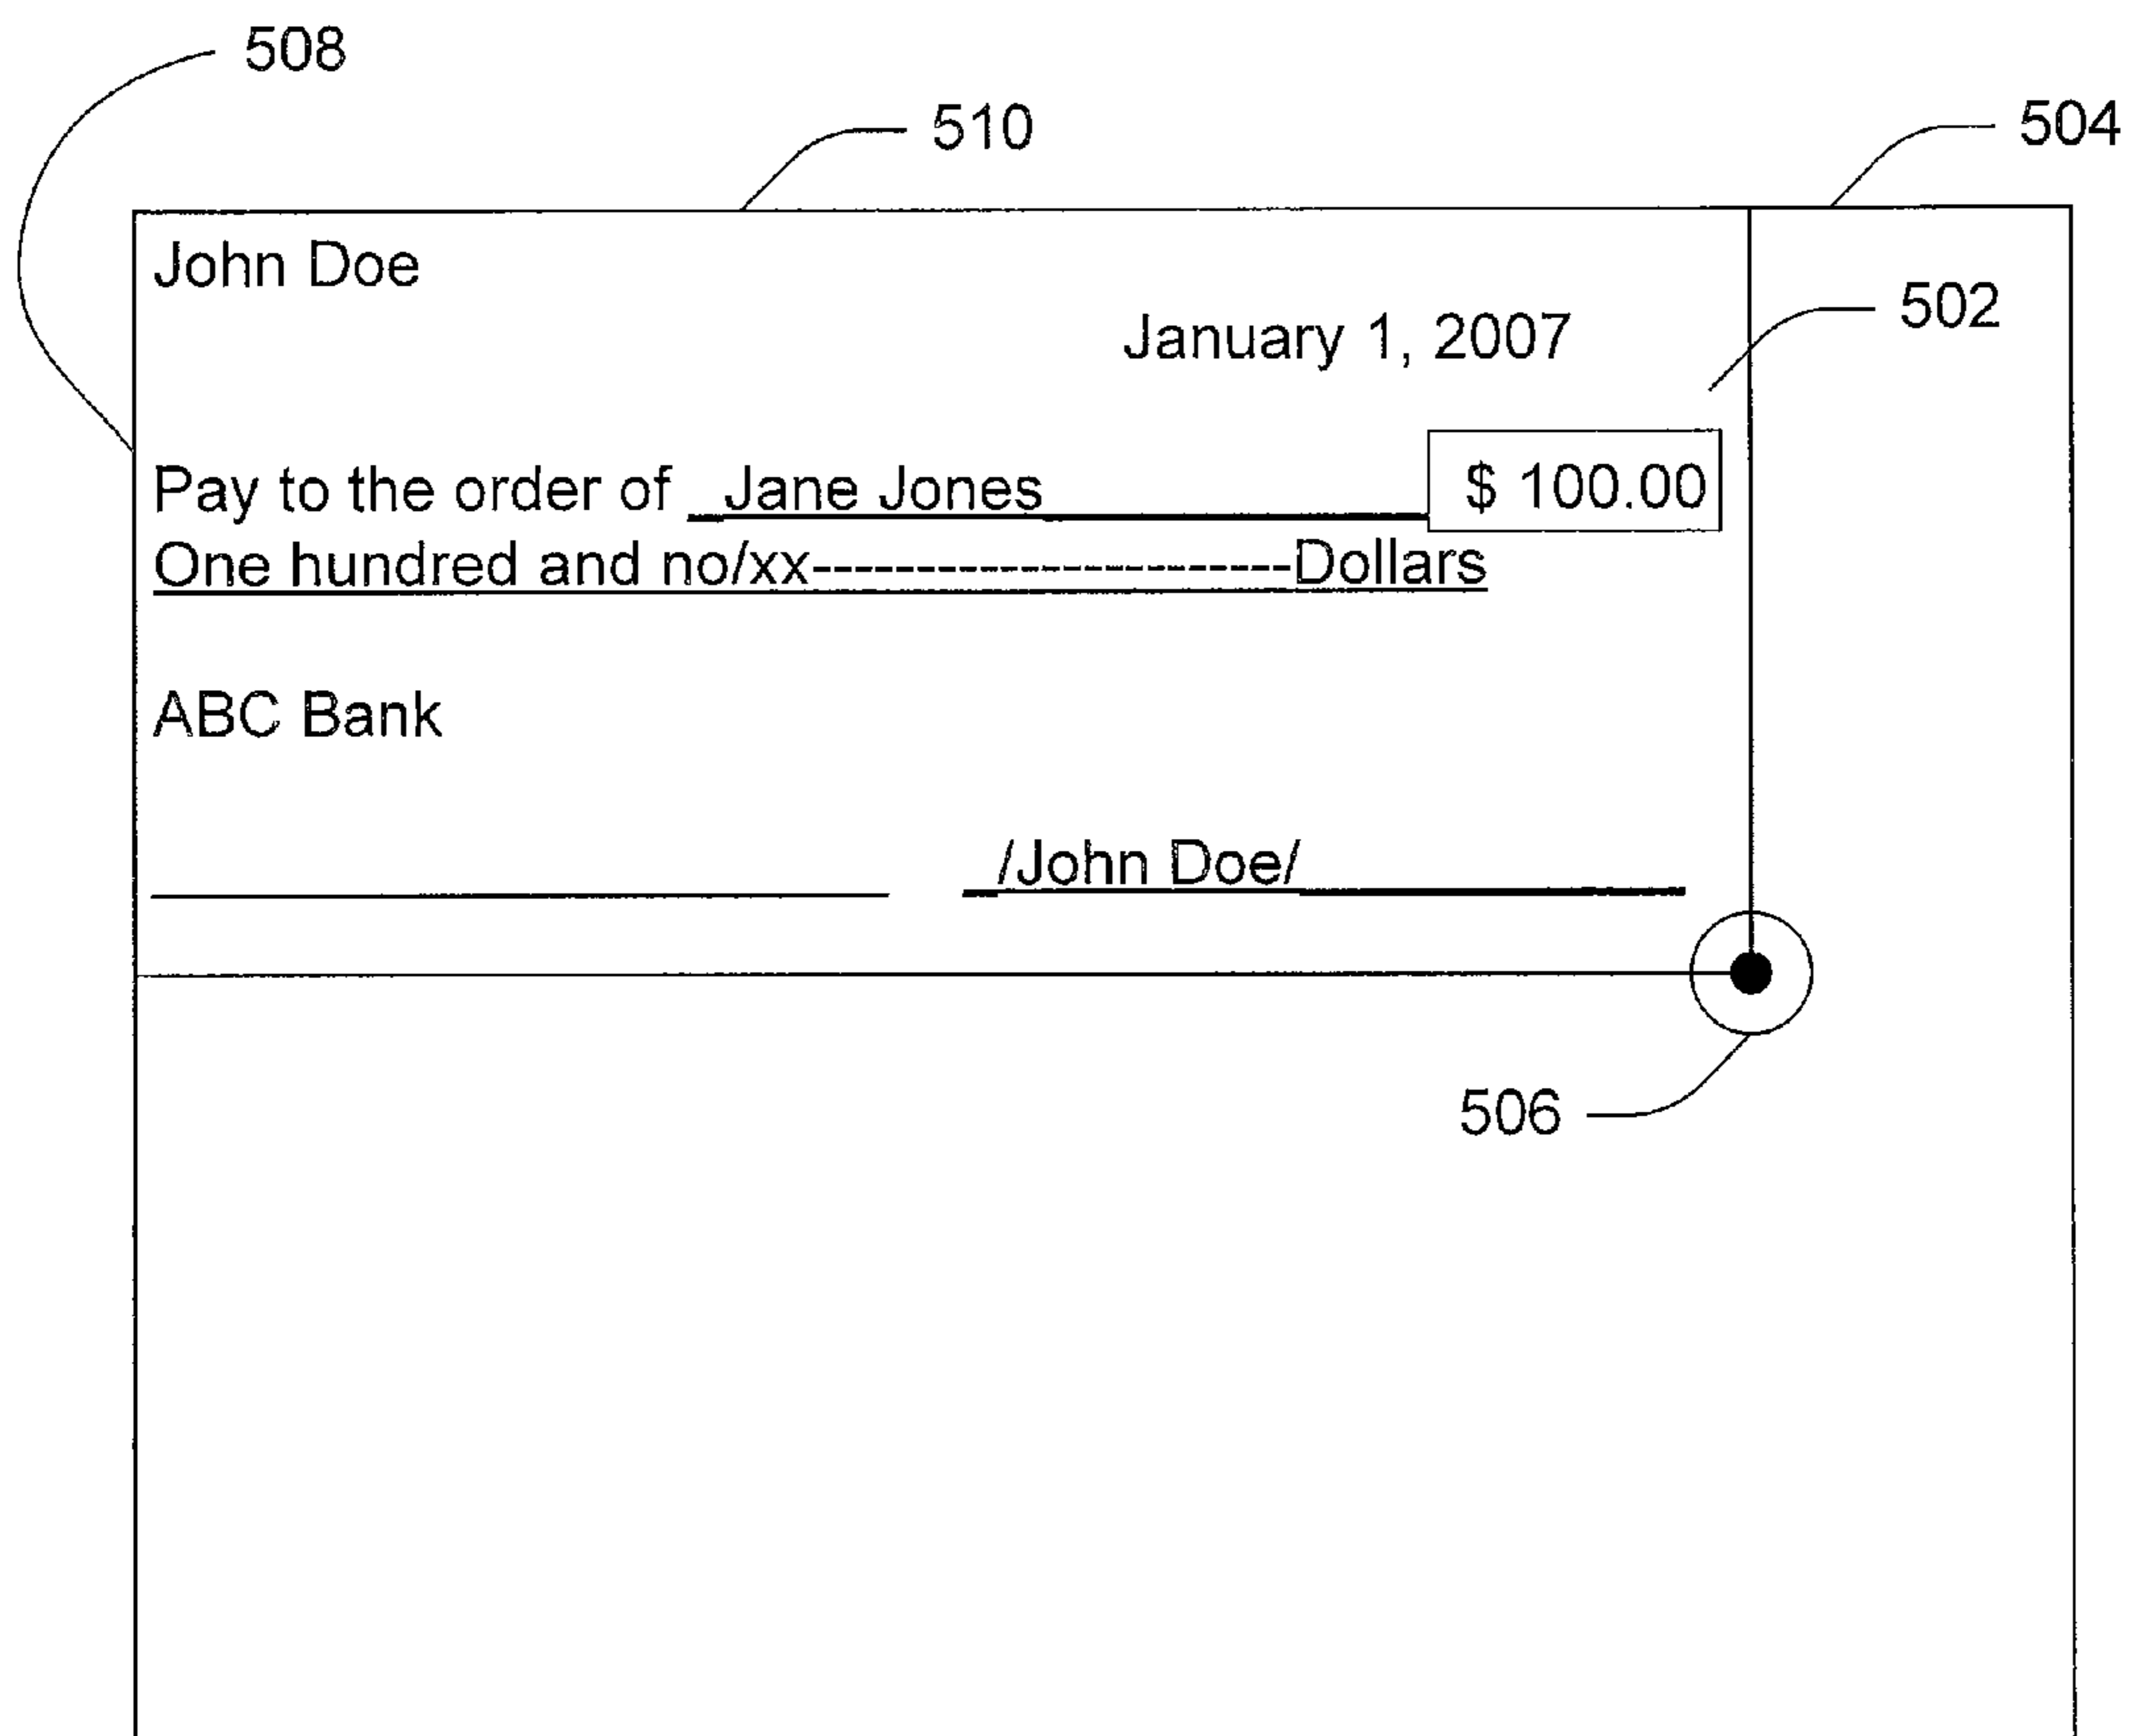 508
510
504
John Doe
502
January 1, 2007
Pay to the order of Jane Jones $ 100.00
One hundred and no/xx-----------------------Dollars
ABC Bank
/John Doe/
506